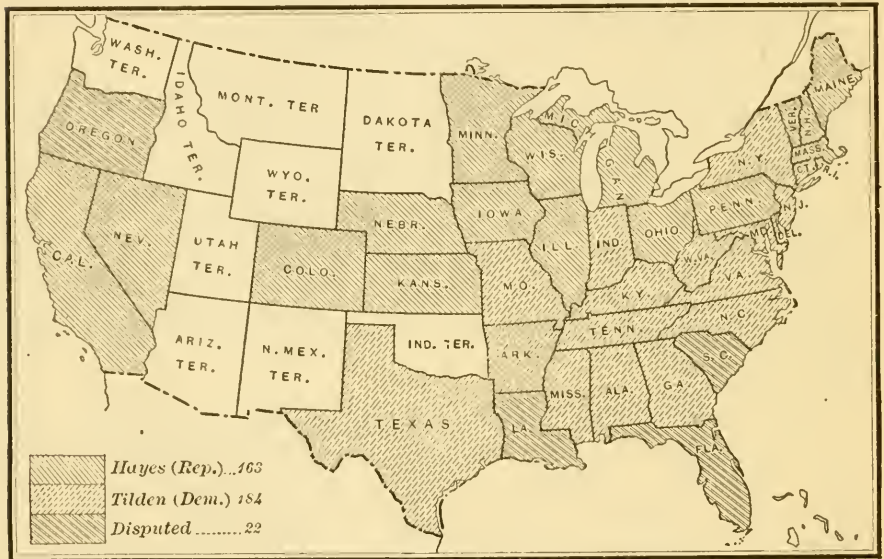 WASH. TER.
OREGON
IDAHO TER.
MONT. TER
WYO. TER.
DAKOTA TER.
MINN.
WIS.
MICHIGAN
MAINE
VER.
N.H.
MASS.
CT.
R.I.
N.Y.
PENN.
N.J.
MD.
DEL.
CAL.
NEV.
UTAH TER.
COLO.
NEBR.
KANS.
IOWA
ILL.
IND.
OHIO.
W.VA.
VA.
MO.
KY.
ARIZ. TER.
N.MEX. TER.
IND. TER.
ARK.
TENN.
N.C.
S.C.
TEXAS
LA.
MISS.
ALA.
GA.
FLA.
Hayes (Rep.)...163
Tilden (Dem.) 184
Disputed .........22